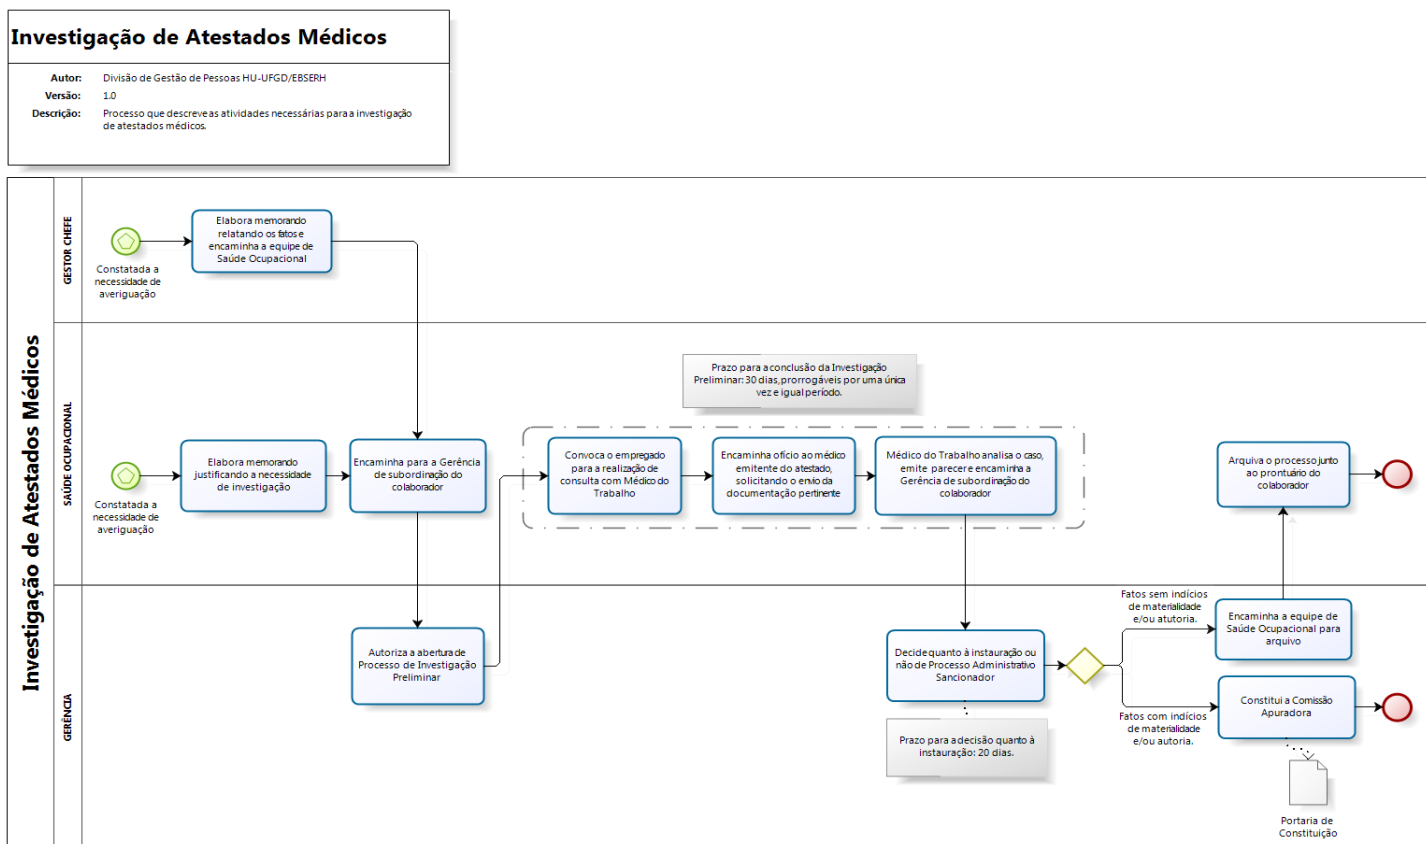 Investigação de Atestados Médicos
Autor: Divisão de Gestão de Pessoas HU-UFGD/EBSERH
Versão: 1.0
Descrição: Processo que descreve as atividades necessárias para a investigação
de atestados médicos.
Investigação de Atestados Médicos
GESTOR CHEFE
Constatada a
necessidade de
averiguação
Elabora memorando
relatando os fatos e
encaminha a equipe de
Saúde Ocupacional
SAÚDE OCUPACIONAL
Constatada a
necessidade de
averiguação
Elabora memorando
justificando a necessidade
de investigação
Encaminha para a Gerência
de subordinação do
colaborador
Prazo para a conclusão da Investigação
Preliminar: 30 dias, prorrogáveis por uma única
vez e igual período.
Convoca o empregado
para a realização de
consulta com Médico do
Trabalho
Encaminha ofício ao médico
emitente do atestado,
solicitando o envio da
documentação pertinente
Médico do Trabalho analisa o caso,
emite parecer e encaminha a
Gerência de subordinação do
colaborador
Arquiva o processo junto
ao prontuário do
colaborador
GERÊNCIA
Autoriza a abertura de
Processo de Investigação
Preliminar
Decide quanto à instauração ou
não de Processo Administrativo
Sancionador
Prazo para a decisão quanto à
instauração: 20 dias.
Fatos sem indícios
de materialidade
e/ou atutoria.
Encaminha a equipe de
Saúde Ocupacional para
arquivo
Fatos com indícios
de materialidade
e/ou autoria.
Constitui a Comissão
Apuradora
Portaria de
Constituição